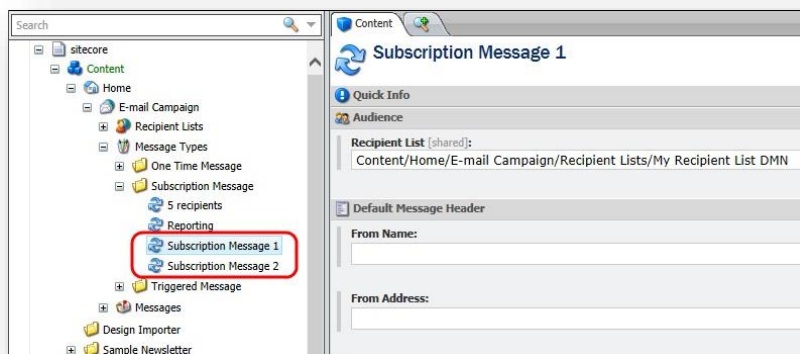 Search
sitecore
Content
Home
E-mail Campaign
Recipient Lists
Message Types
One Time Message
Subscription Message
5 recipients
Reporting
Subscription Message 1
Subscription Message 2
Triggered Message
Messages
Design Importer
Sample Newsletter
Content
Subscription Message 1
Quick Info
Audience
Recipient List [shared]:
Content/Home/E-mail Campaign/Recipient Lists/My Recipient List DMN
Default Message Header
From Name:
From Address: